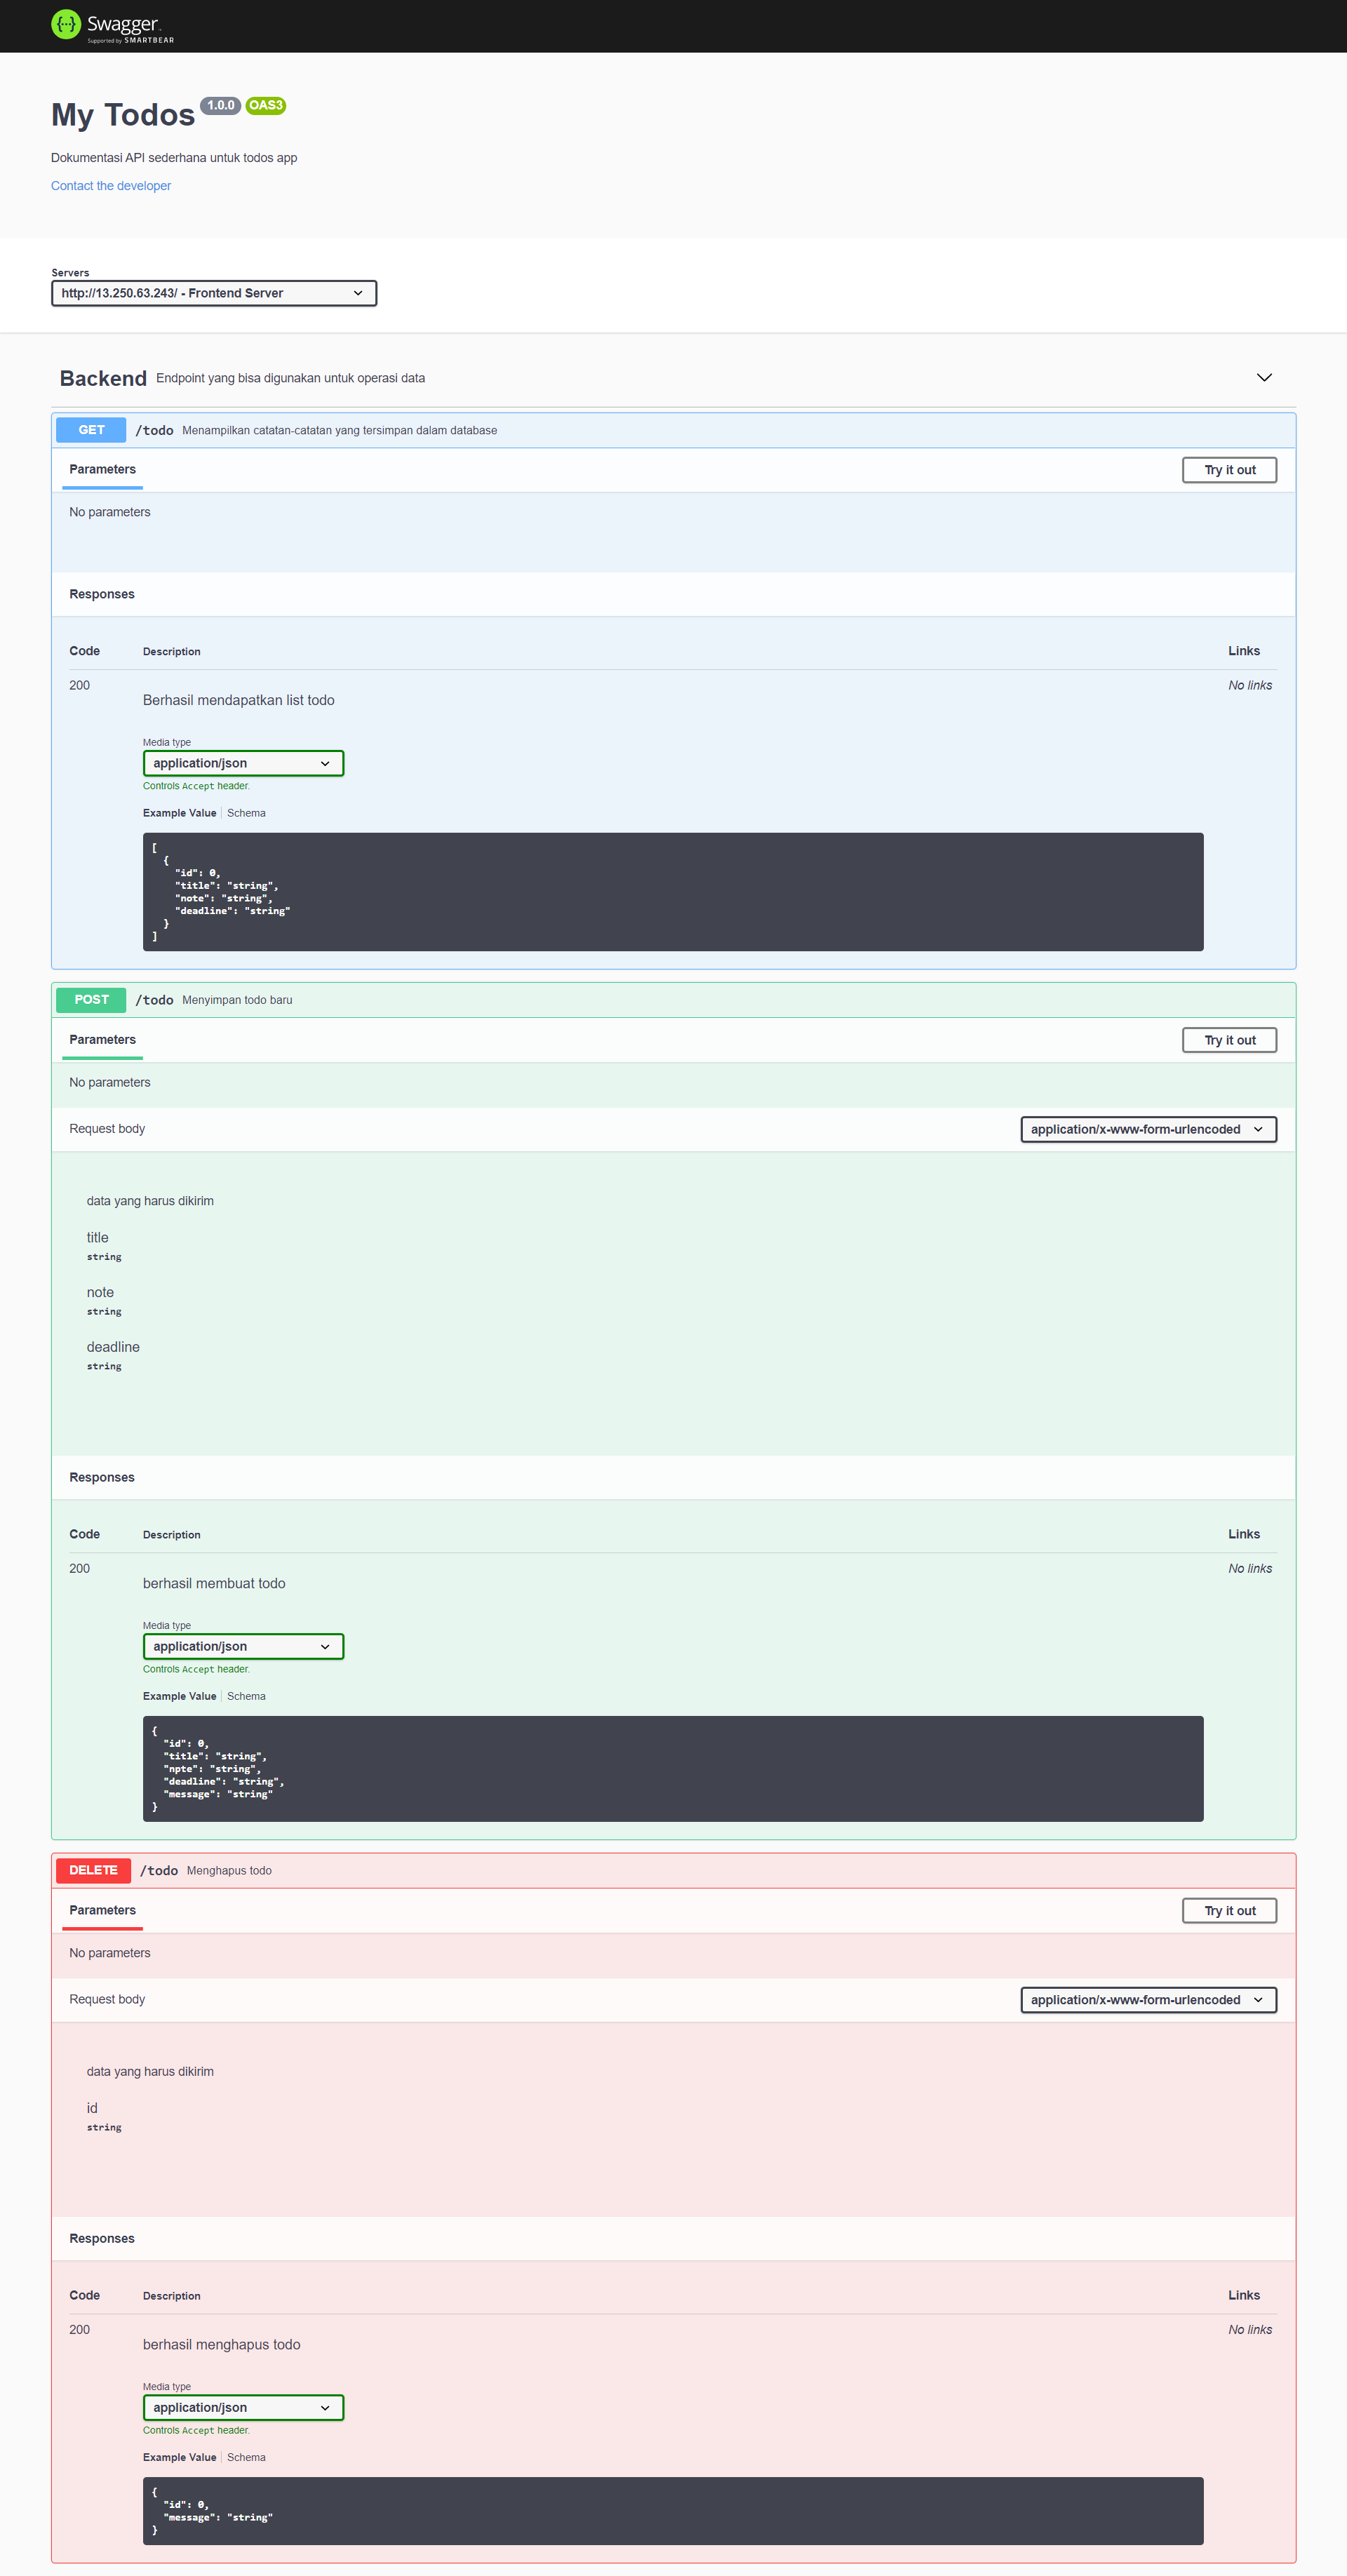 Swagger
Supported by SMARTBEAR
My Todos 1.0.0 OAS3
Dokumentasi API sederhana untuk todos app
Contact the developer
Servers
http://13.250.63.243/ - Frontend Server
Backend Endpoint yang bisa digunakan untuk operasi data
GET /todo Menampilkan catatan-catatan yang tersimpan dalam database
Parameters Try it out
No parameters
Responses
Code Description Links
200 No links
Berhasil mendapatkan list todo
Media type
application/json
Controls Accept header.
Example Value Schema
[
{
"id": 0,
"title": "string",
"note": "string",
"deadline": "string"
}
]
POST /todo Menyimpan todo baru
Parameters Try it out
No parameters
Request body application/x-www-form-urlencoded
data yang harus dikirim
title
string
note
string
deadline
string
Responses
Code Description Links
200 No links
berhasil membuat todo
Media type
application/json
Controls Accept header.
Example Value Schema
{
"id": 0,
"title": "string",
"npte": "string",
"deadline": "string",
"message": "string"
}
DELETE /todo Menghapus todo
Parameters Try it out
No parameters
Request body application/x-www-form-urlencoded
data yang harus dikirim
id
string
Responses
Code Description Links
200 No links
berhasil menghapus todo
Media type
application/json
Controls Accept header.
Example Value Schema
{
"id": 0,
"message": "string"
}